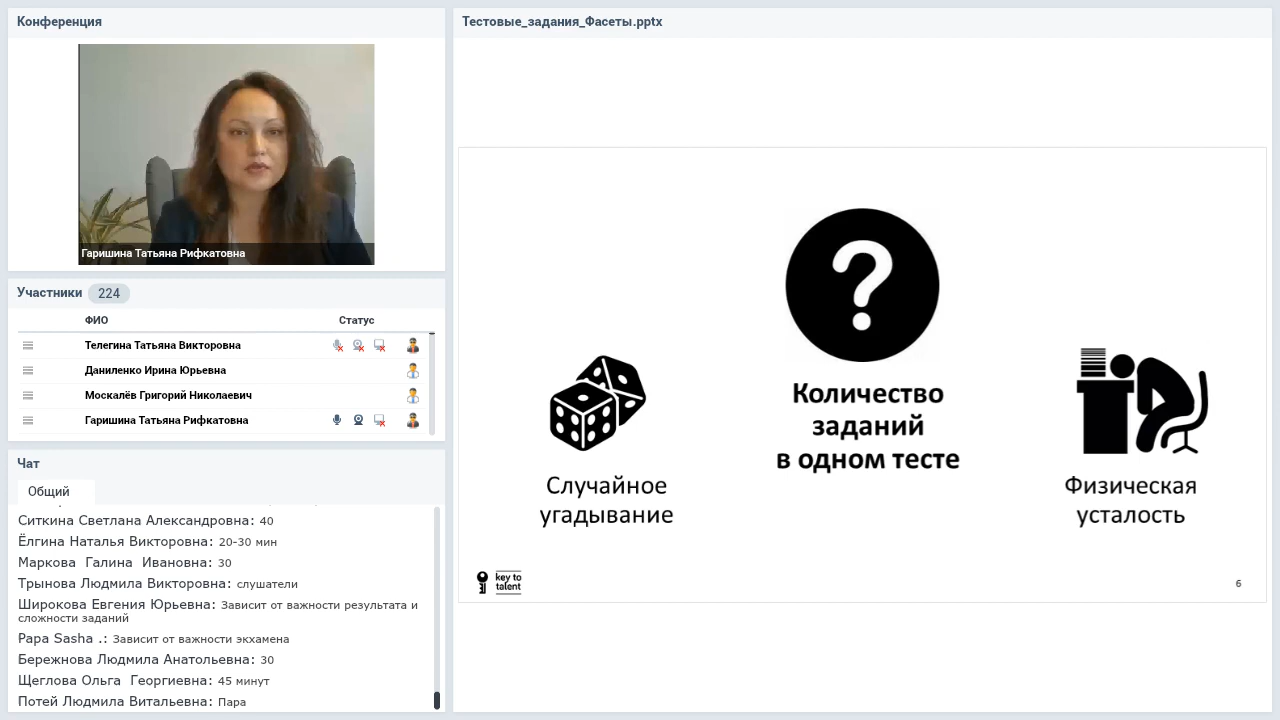 Конференция
Гаришина Татьяна Рифкатовна
Участники 224
ФИО Статус
Телегина Татьяна Викторовна
Даниленко Ирина Юрьевна
Москалёв Григорий Николаевич
Гаришина Татьяна Рифкатовна
Чат
Общий
Ситкина Светлана Александровна: 40
Ёлгина Наталья Викторовна: 20-30 мин
Маркова Галина Ивановна: 30
Трынова Людмила Викторовна: слушатели
Широкова Евгения Юрьевна: Зависит от важности результата и
сложности заданий
Papa Sasha .: Зависит от важности экхамена
Бережнова Людмила Анатольевна: 30
Щеглова Ольга Георгиевна: 45 минут
Потей Людмила Витальевна: Пара
Тестовые_задания_Фасеты.pptx
?
Количество
заданий
в одном тесте
Случайное
угадывание
Физическая
усталость
key to
talent
6